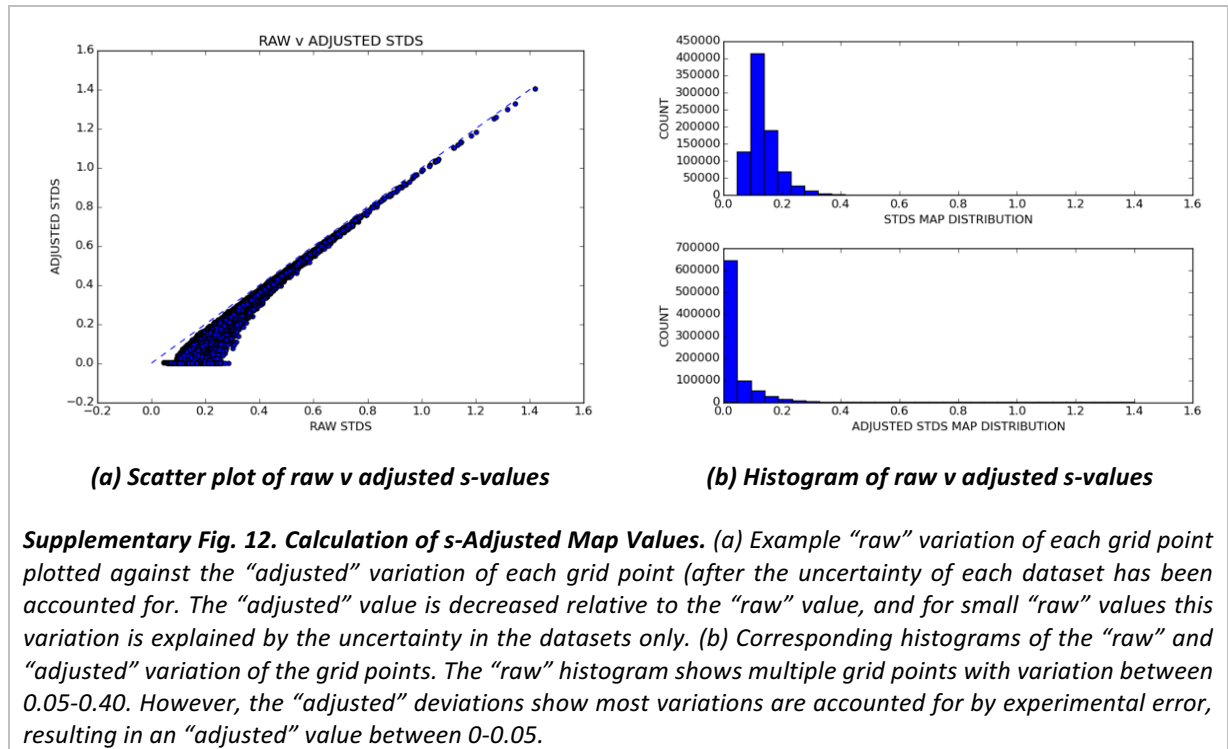 RAW v ADJUSTED STDS
1.6
1.4
1.2
1.0
0.8
0.6
0.4
0.2
0.0
−0.2
ADJUSTED STDS
−0.2 0.0 0.2 0.4 0.6 0.8 1.0 1.2 1.4 1.6
RAW STDS
450000
400000
350000
300000
250000
200000
150000
100000
50000
0
COUNT
0.0 0.2 0.4 0.6 0.8 1.0 1.2 1.4 1.6
STDS MAP DISTRIBUTION
700000
600000
500000
400000
300000
200000
100000
0
COUNT
0.0 0.2 0.4 0.6 0.8 1.0 1.2 1.4 1.6
ADJUSTED STDS MAP DISTRIBUTION
(a) Scatter plot of raw v adjusted s-values
(b) Histogram of raw v adjusted s-values
Supplementary Fig. 12. Calculation of s-Adjusted Map Values. (a) Example “raw” variation of each grid point
plotted against the “adjusted” variation of each grid point (after the uncertainty of each dataset has been
accounted for. The “adjusted” value is decreased relative to the “raw” value, and for small “raw” values this
variation is explained by the uncertainty in the datasets only. (b) Corresponding histograms of the “raw” and
“adjusted” variation of the grid points. The “raw” histogram shows multiple grid points with variation between
0.05-0.40. However, the “adjusted” deviations show most variations are accounted for by experimental error,
resulting in an “adjusted” value between 0-0.05.